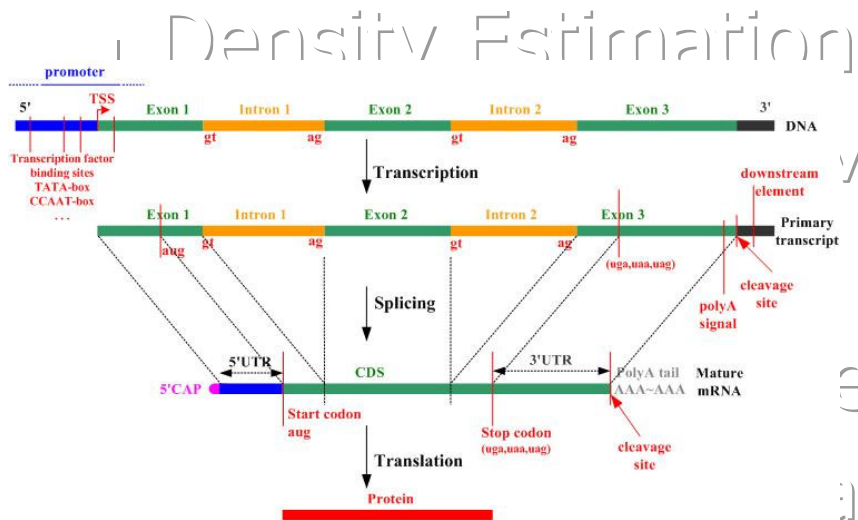 Density Estimation
promoter
5'
TSS
Exon 1
Intron 1
Exon 2
Intron 2
Exon 3
3'
DNA
gt
ag
gt
ag
Transcription factor
binding sites
TATA-box
CCAAT-box
...
Transcription
downstream
element
Exon 1
Intron 1
Exon 2
Intron 2
Exon 3
Primary
transcript
aug
gt
ag
gt
ag
(uga,uaa,uag)
polyA
signal
cleavage
site
Splicing
5'UTR
CDS
3'UTR
5'CAP
PolyA tail
AAA~AAA
Mature
mRNA
Start codon
aug
Stop codon
(uga,uaa,uag)
cleavage
site
Translation
Protein